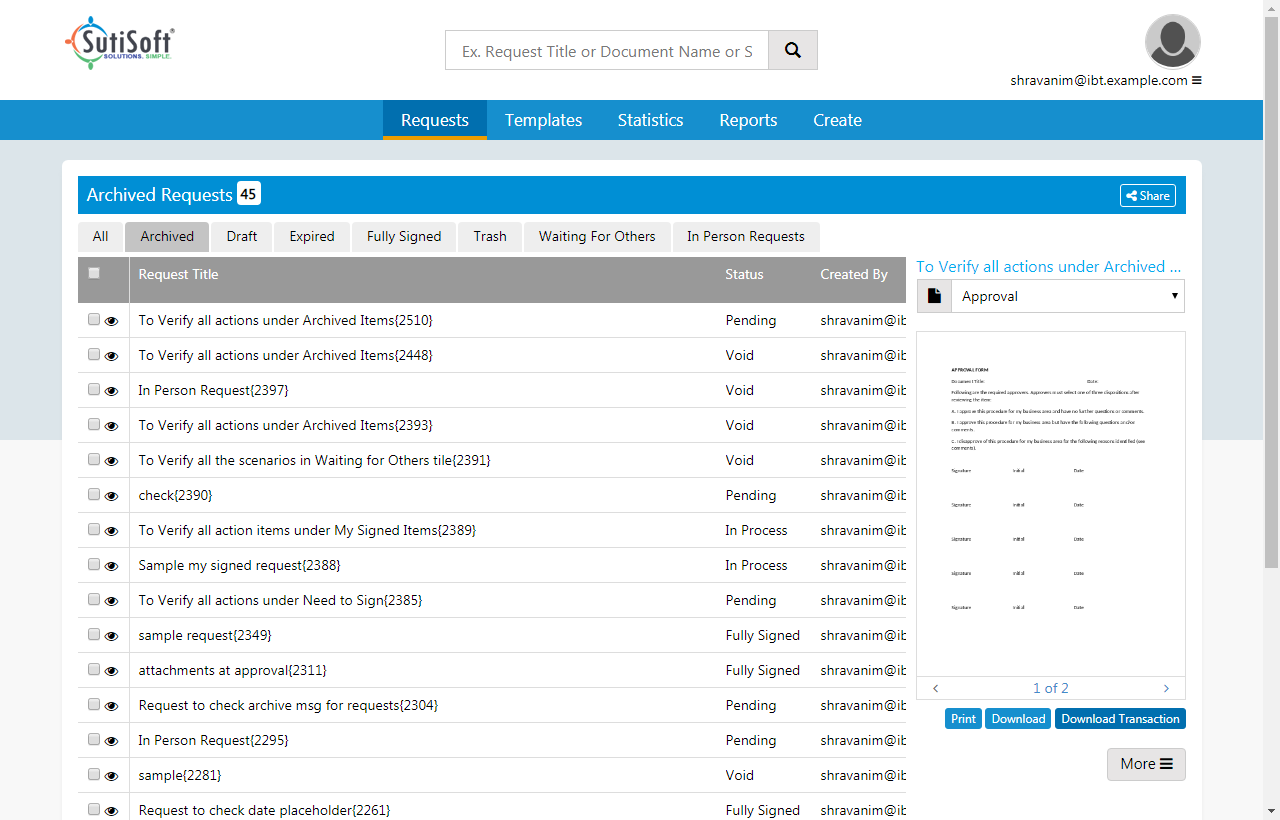 SutiSoft®
SOLUTIONS. SIMPLE.
Ex. Request Title or Document Name or S
shravanim@ibt.example.com
Requests Templates Statistics Reports Create
Archived Requests 45
Share
All Archived Draft Expired Fully Signed Trash Waiting For Others In Person Requests
Request Title Status Created By
To Verify all actions under Archived Items{2510} Pending shravanim@ib
To Verify all actions under Archived Items{2448} Void shravanim@ib
In Person Request{2397} Void shravanim@ib
To Verify all actions under Archived Items{2393} Void shravanim@ib
To Verify all the scenarios in Waiting for Others tile{2391} Void shravanim@ib
check{2390} Pending shravanim@ib
To Verify all action items under My Signed Items{2389} In Process shravanim@ib
Sample my signed request{2388} In Process shravanim@ib
To Verify all actions under Need to Sign{2385} Pending shravanim@ib
sample request{2349} Fully Signed shravanim@ib
attachments at approval{2311} Fully Signed shravanim@ib
Request to check archive msg for requests{2304} Pending shravanim@ib
In Person Request{2295} Pending shravanim@ib
sample{2281} Void shravanim@ib
Request to check date placeholder{2261} Fully Signed shravanim@ib
To Verify all actions under Archived ...
Approval
APPROVAL FORM
Document Title: Date:
Following are the required approvers. Approvers must select one of three dispositions after
reviewing the item:
A. I approve this procedure for my business area and have no further questions or comments.
B. I approve this procedure for my business area but have the following questions and/or
comments.
C. I disapprove of this procedure for my business area for the following reasons identified (see
comments).
Signature Initial Date
Signature Initial Date
Signature Initial Date
Signature Initial Date
Signature Initial Date
1 of 2
Print Download Download Transaction
More